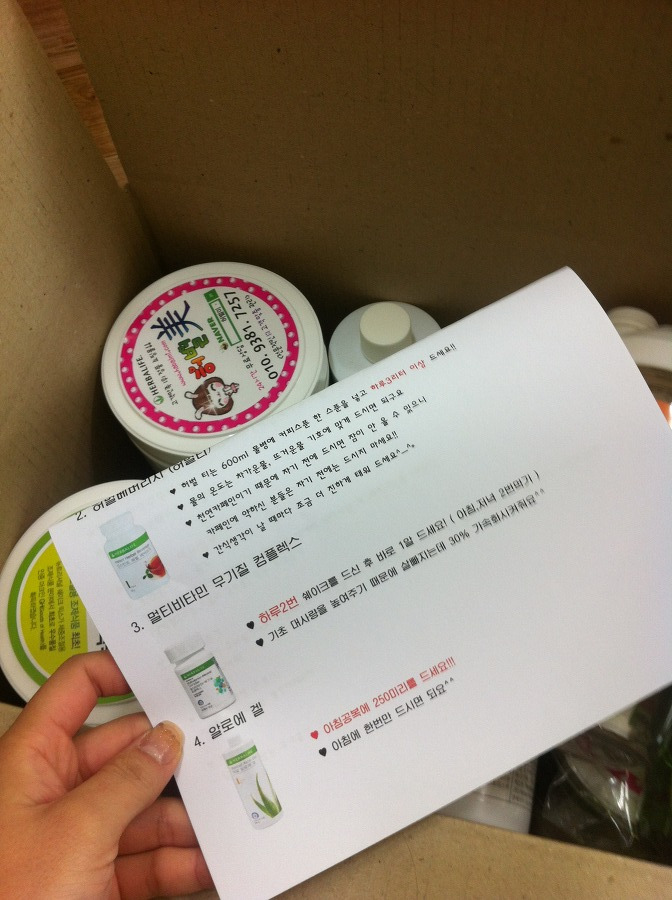 HERBALIFE
美
NAVER
010. 9381. 7257
2. 허벌
♥ 허벌 티는 600ml 물병에 커피스푼 한 스푼을 넣고 하루3리터 이상 드세요!!
♥ 물의 온도는 차가운물, 뜨거운물 기호에 맞게 드시면 되구요
♥ 천연카페인이기 때문에 자기 전에 드시면 잠이 안 올 수 있으니
카페인에 약하신 분들은 자기 전에는 드시지 마세요!!
♥ 간식생각이 날 때마다 조금 더 진하게 태워 드세요^_^
3. 멀티비타민 무기질 컴플렉스
♥ 하루2번 쉐이크를 드신 후 바로 1알 드세요! ( 아침,저녁 2번먹기 )
♥ 기초 대사량을 높여주기 때문에 살빠지는데 30% 가속화시켜줘요^^
4. 알로에 겔
♥ 아침공복에 250미리를 드세요!!!
♥ 아침에 한번만 드시면 되요^^